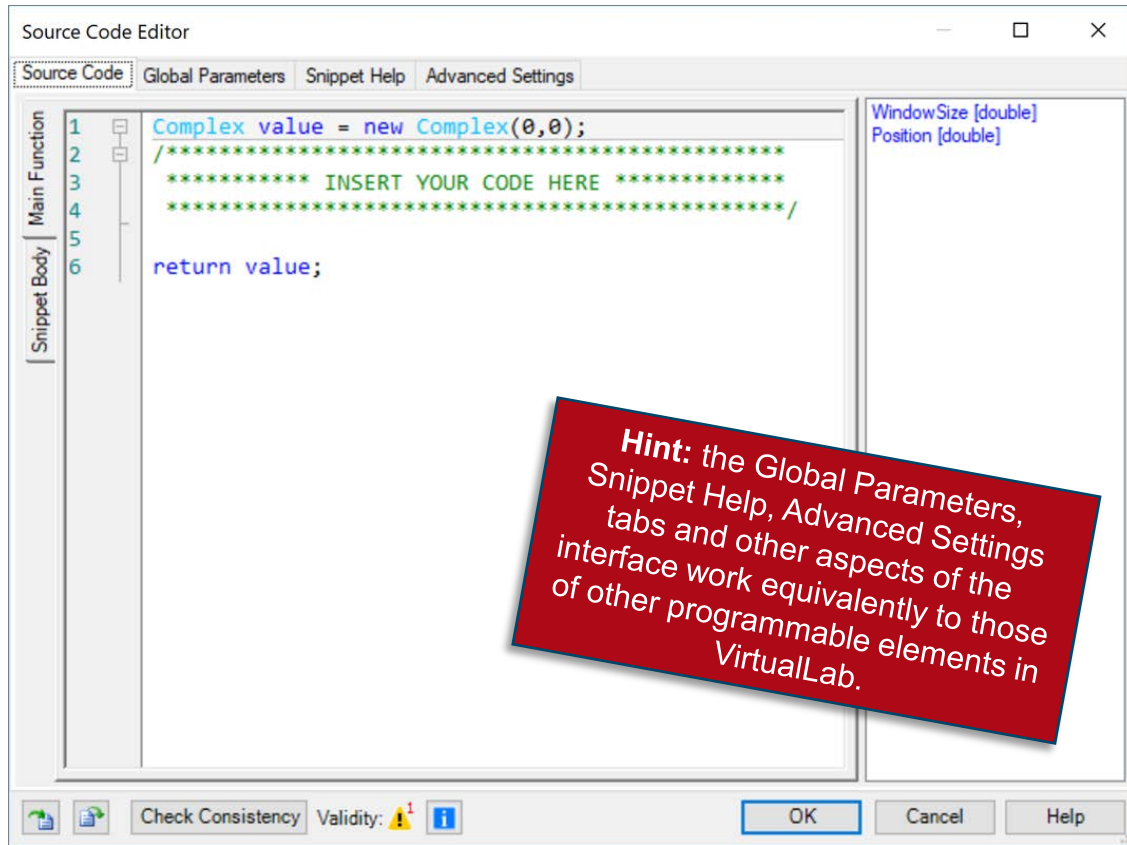 Source Code Editor
Source Code Global Parameters Snippet Help Advanced Settings
Main Function
Snippet Body
1 Complex value = new Complex(0,0);
2 /***********************************************
3 *********** INSERT YOUR CODE HERE *************
4 ***********************************************/
5
6 return value;
WindowSize [double]
Position [double]
Hint: the Global Parameters,
Snippet Help, Advanced Settings
tabs and other aspects of the
interface work equivalently to those
of other programmable elements in
VirtualLab.
Check Consistency Validity: 1 OK Cancel Help